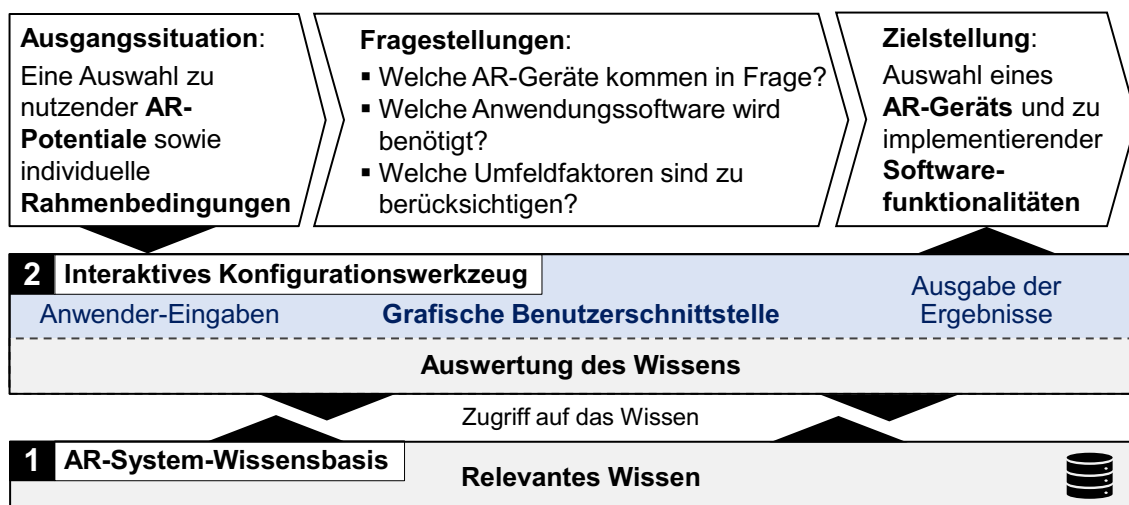 Ausgangssituation:
Eine Auswahl zu
nutzender AR-
Potentiale sowie
individuelle
Rahmenbedingungen
Fragestellungen:
▪ Welche AR-Geräte kommen in Frage?
▪ Welche Anwendungssoftware wird
benötigt?
▪ Welche Umfeldfaktoren sind zu
berücksichtigen?
Zielstellung:
Auswahl eines
AR-Geräts und zu
implementierender
Software-
funktionalitäten
2 Interaktives Konfigurationswerkzeug
Anwender-Eingaben
Grafische Benutzerschnittstelle
Ausgabe der
Ergebnisse
Auswertung des Wissens
Zugriff auf das Wissen
1 AR-System-Wissensbasis
Relevantes Wissen